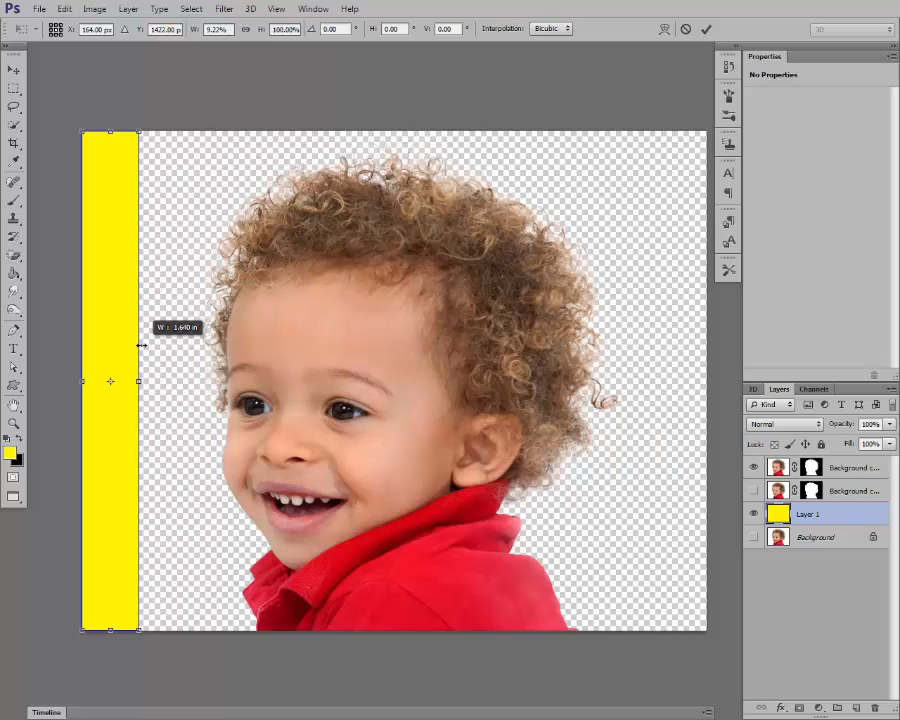 Ps File Edit Image Layer Type Select Filter 3D View Window Help
X: 164.00 px Y: 1422.00 p W: 9.22% H: 100.00% 0.00 ° H: 0.00 ° V: 0.00 ° Interpolation: Bicubic 3D
Properties
No Properties
W : 1.640 in
3D Layers Channels
Kind
Normal Opacity: 100%
Lock: Fill: 100%
Background c...
Background c...
Layer 1
Background
Timeline